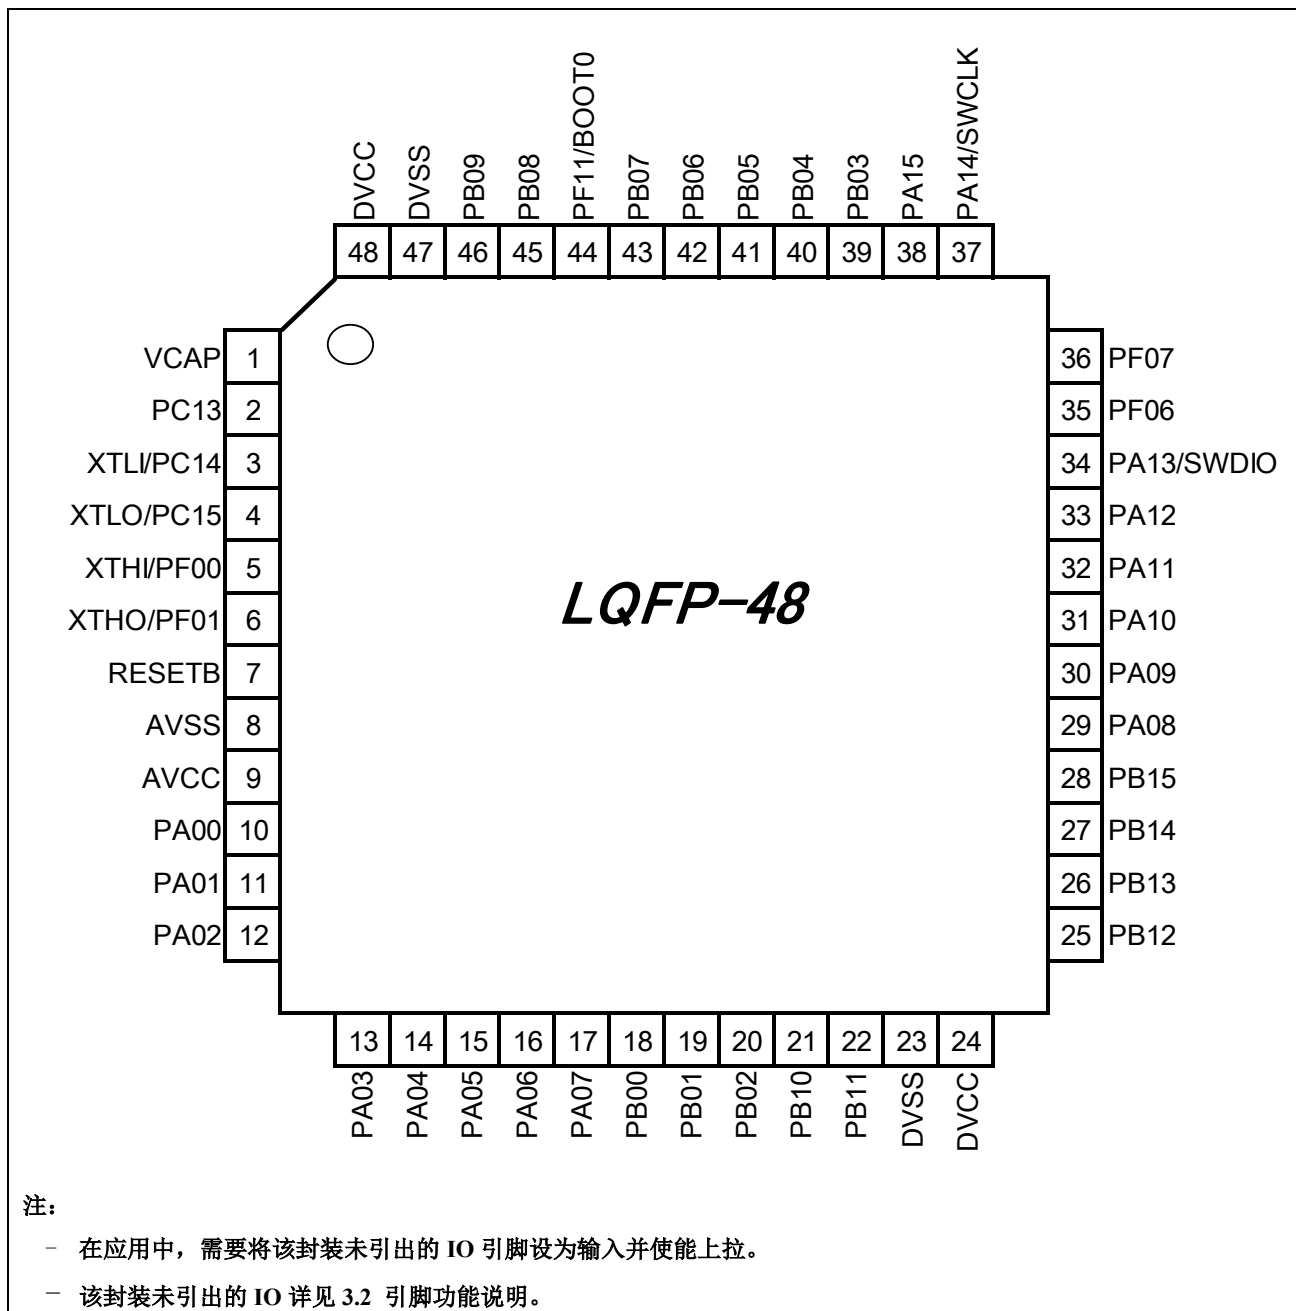 DVCC
DVSS
PB09
PB08
PF11/BOOT0
PB07
PB06
PB05
PB04
PB03
PA15
PA14/SWCLK
48 47 46 45 44 43 42 41 40 39 38 37
VCAP 1
PC13 2
XTLI/PC14 3
XTLO/PC15 4
XTHI/PF00 5
XTHO/PF01 6
RESETB 7
AVSS 8
AVCC 9
PA00 10
PA01 11
PA02 12
LQFP-48
36 PF07
35 PF06
34 PA13/SWDIO
33 PA12
32 PA11
31 PA10
30 PA09
29 PA08
28 PB15
27 PB14
26 PB13
25 PB12
13 14 15 16 17 18 19 20 21 22 23 24
PA03
PA04
PA05
PA06
PA07
PB00
PB01
PB02
PB10
PB11
DVSS
DVCC
注：
– 在应用中，需要将该封装未引出的 IO 引脚设为输入并使能上拉。
– 该封装未引出的 IO 详见 3.2 引脚功能说明。